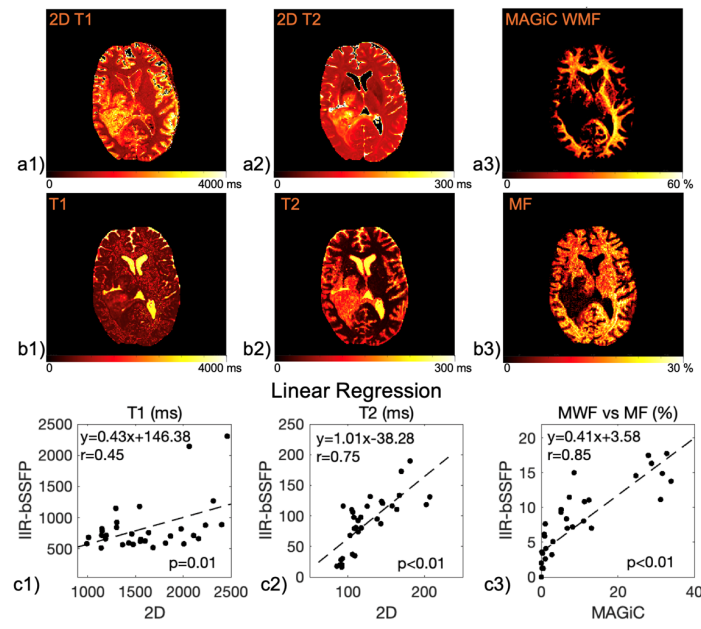 2D T1
2D T2
MAGiC WMF
a1)
a2)
a3)
0
4000 ms
0
300 ms
0
60 %
T1
T2
MF
b1)
b2)
b3)
0
4000 ms
0
300 ms
0
30 %
Linear Regression
T1 (ms)
T2 (ms)
MWF vs MF (%)
2500
2000
1500
1000
500
IIR-bSSFP
y=0.43x+146.38
r=0.45
p=0.01
1000
1500
2000
2500
c1)
2D
250
200
150
100
50
0
IIR-bSSFP
y=1.01x-38.28
r=0.75
p<0.01
100
200
c2)
2D
20
15
10
5
0
IIR-bSSFP
y=0.41x+3.58
r=0.85
p<0.01
0
20
40
c3)
MAGiC